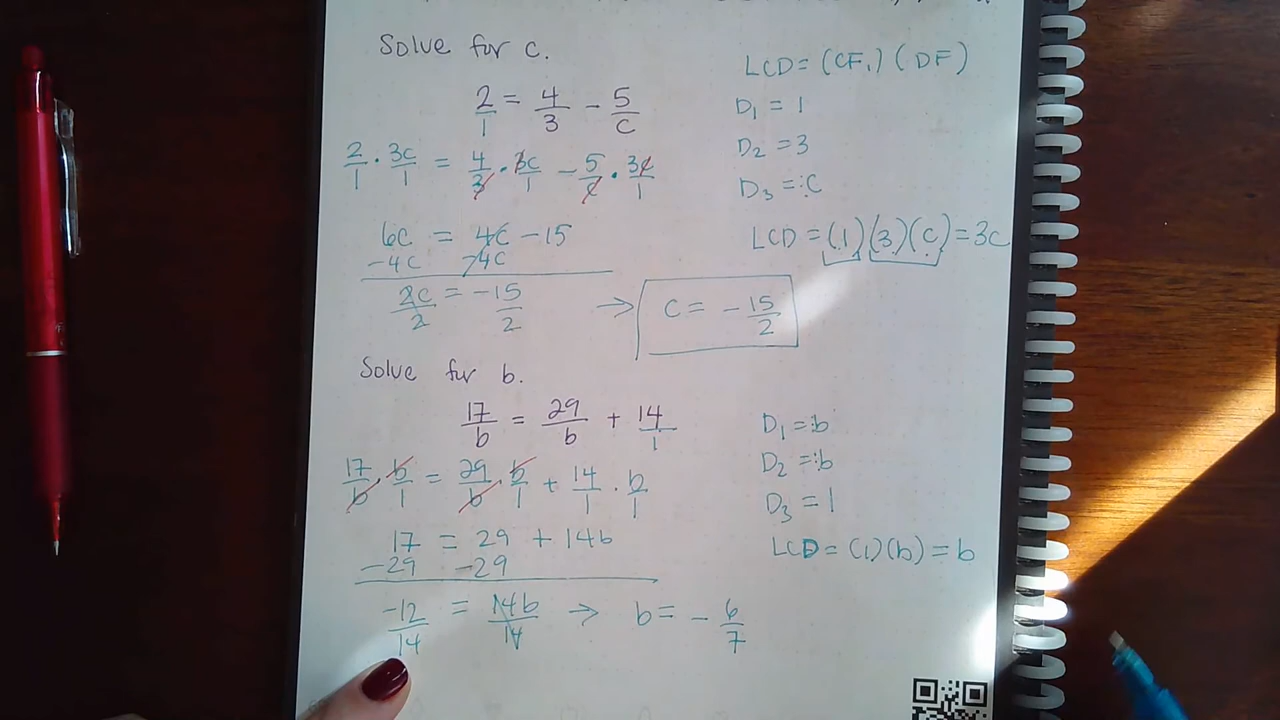 Solve for c.
2/1 = 4/3 - 5/c
2/1 · 3c/1 = 4/3 · 3c/1 - 5/c · 3c/1
6c = 4c - 15
-4c -4c
2c/2 = -15/2 → c = - 15/2
LCD = (CF,) (DF)
D₁ = 1
D₂ = 3
D₃ = :c
LCD = (1)(3)(c) = 3c
Solve for b.
17/b = 29/b + 14/1
17/b · b/1 = 29/b · b/1 + 14/1 · b/1
17 = 29 + 14b
-29 -29
-12/14 = 14b/14 → b = - 6/7
D₁ = :b
D₂ = :b
D₃ = 1
LCD = (1)(b) = b